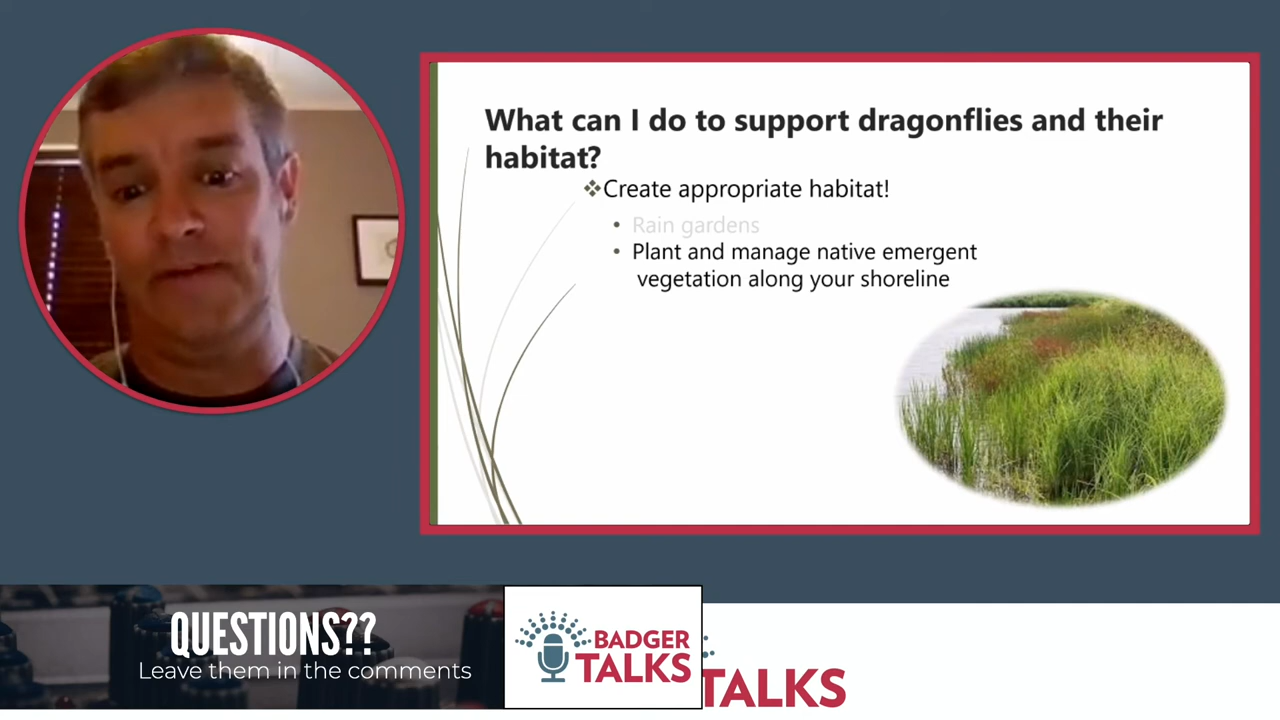 What can I do to support dragonflies and their
habitat?
❖Create appropriate habitat!
• Rain gardens
• Plant and manage native emergent
vegetation along your shoreline
QUESTIONS??
Leave them in the comments
BADGER
TALKS
TALKS